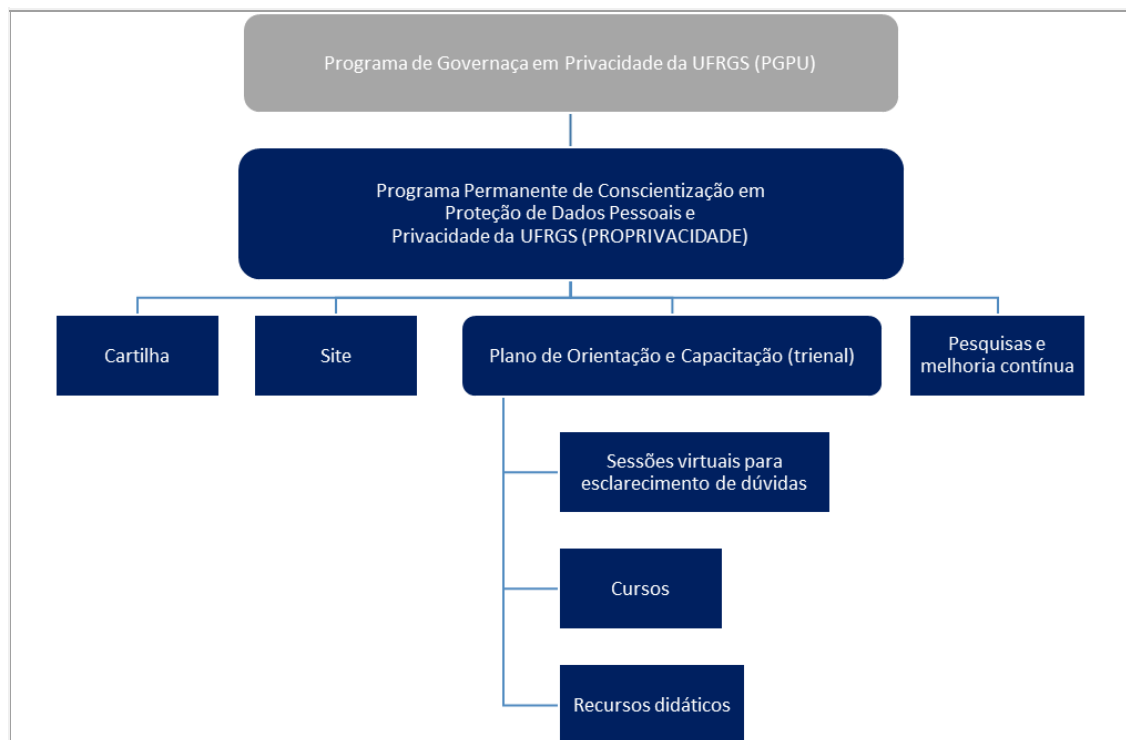 Programa de Governaça em Privacidade da UFRGS (PGPU)
Programa Permanente de Conscientização em
Proteção de Dados Pessoais e
Privacidade da UFRGS (PROPRIVACIDADE)
Cartilha
Site
Plano de Orientação e Capacitação (trienal)
Pesquisas e
melhoria contínua
Sessões virtuais para
esclarecimento de dúvidas
Cursos
Recursos didáticos